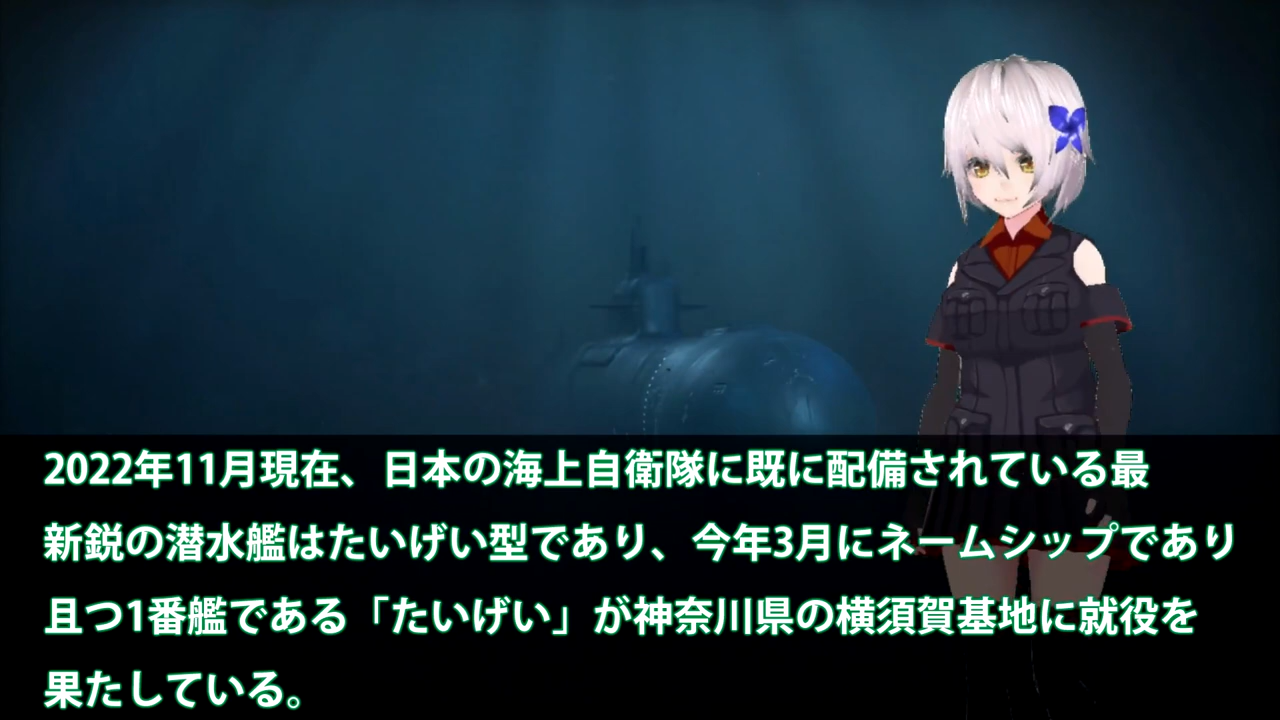 2022年11月現在、日本の海上自衛隊に既に配備されている最
新鋭の潜水艦はたいげい型であり、今年3月にネームシップであり
且つ1番艦である「たいげい」が神奈川県の横須賀基地に就役を
果たしている。